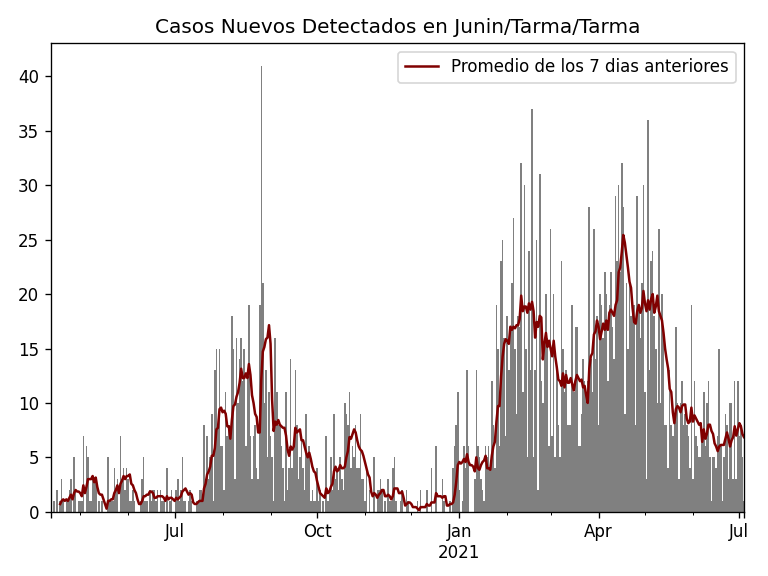 Casos Nuevos Detectados en Junin/Tarma/Tarma
Promedio de los 7 dias anteriores
40
35
30
25
20
15
10
5
0
Jul
Oct
Jan
2021
Apr
Jul